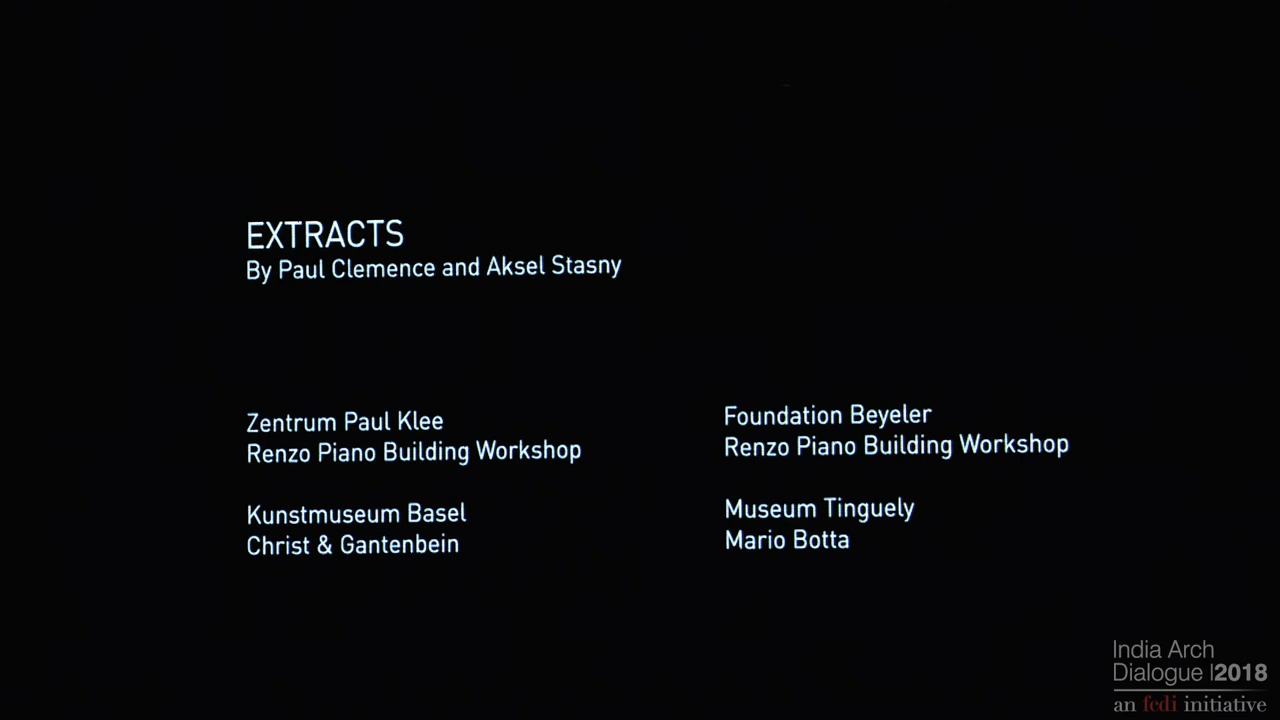 EXTRACTS
By Paul Clemence and Aksel Stasny
Zentrum Paul Klee
Renzo Piano Building Workshop
Kunstmuseum Basel
Christ & Gantenbein
Foundation Beyeler
Renzo Piano Building Workshop
Museum Tinguely
Mario Botta
India Arch
Dialogue |2018
an fcdi initiative